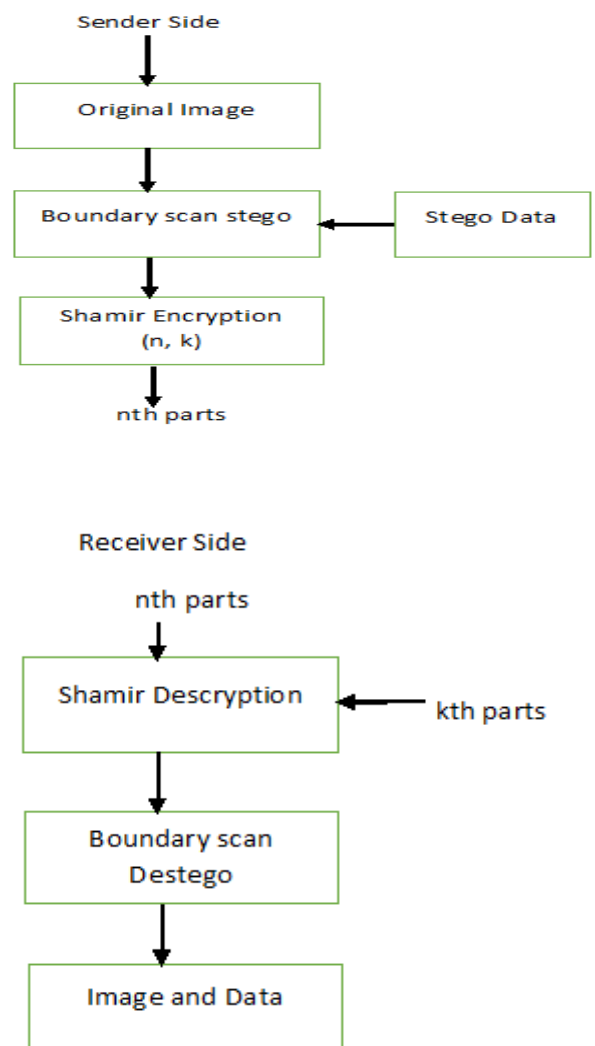 Sender Side
Original Image
Boundary scan stego
Stego Data
Shamir Encryption
(n, k)
nth parts
Receiver Side
nth parts
Shamir Descryption
kth parts
Boundary scan
Destego
Image and Data